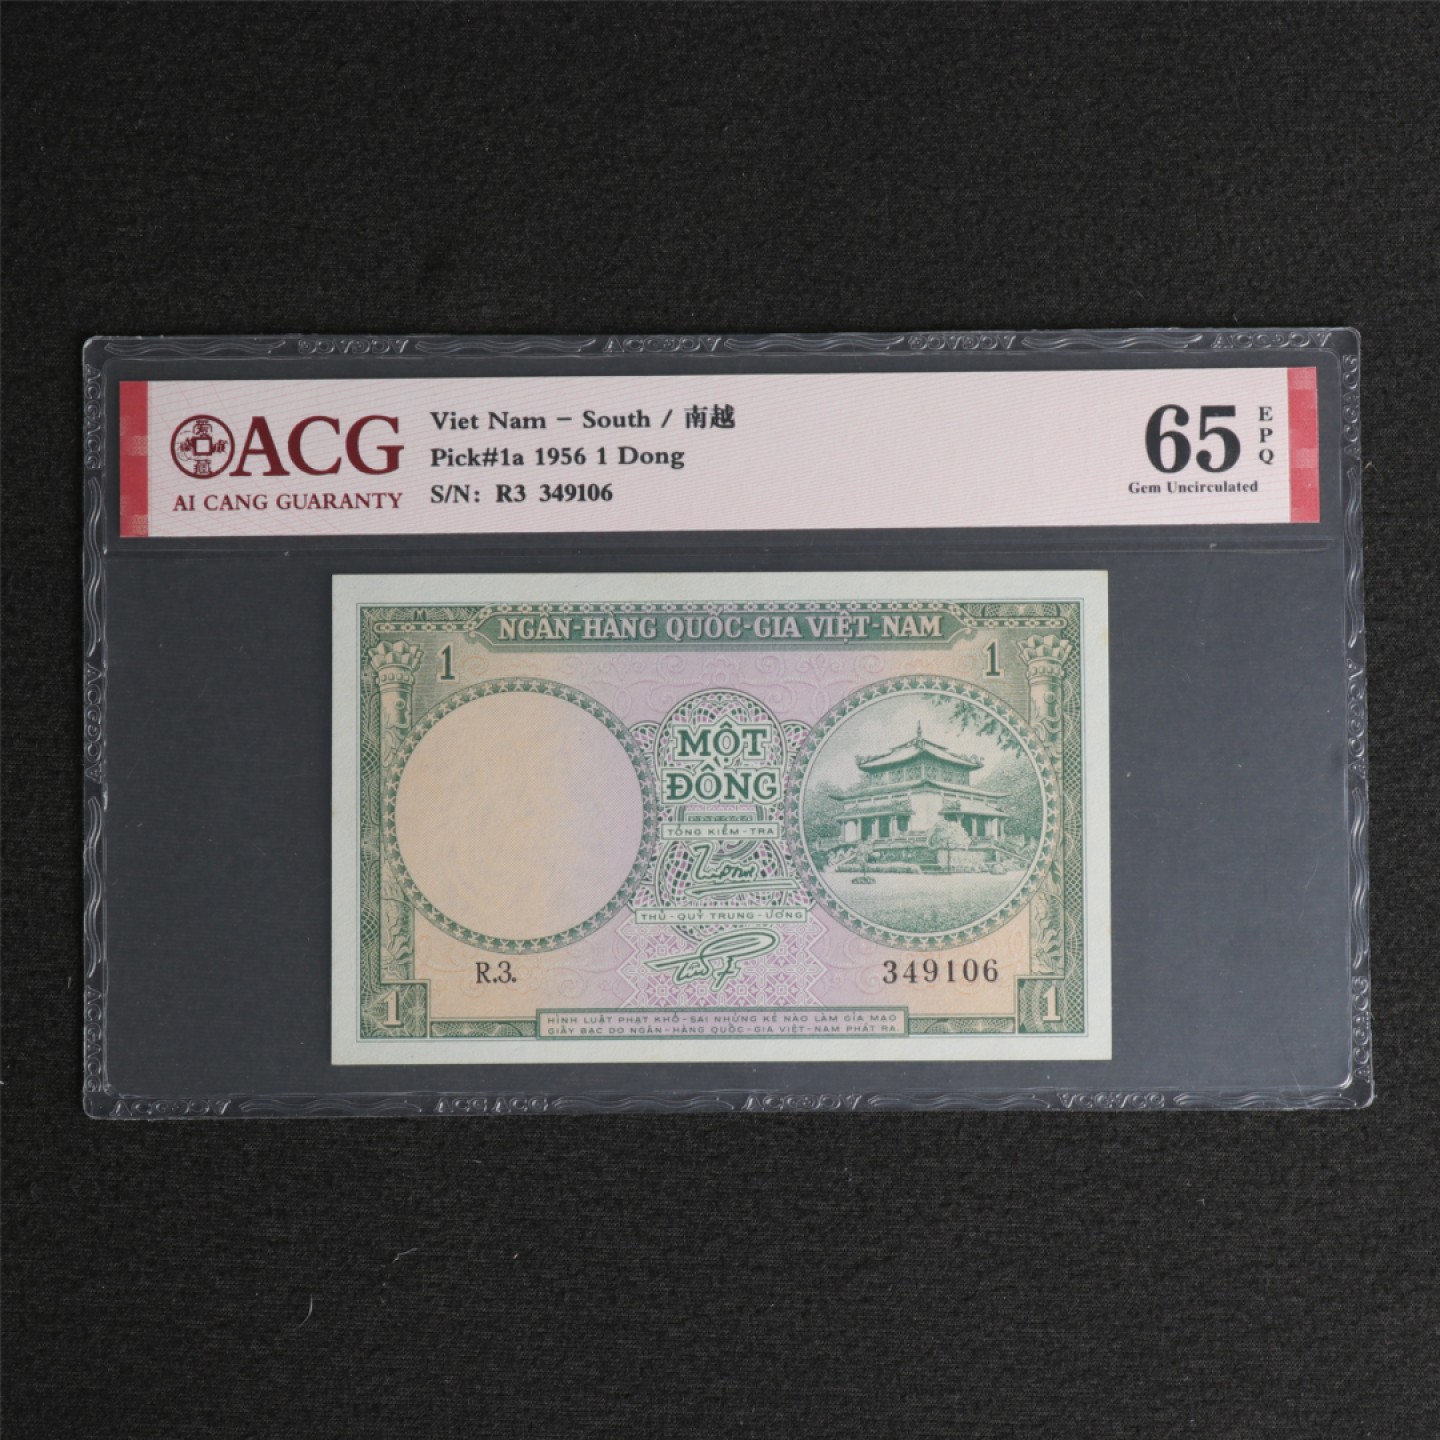 ACG
AI CANG GUARANTY
Viet Nam – South / 南越
Pick#1a 1956 1 Dong
S/N: R3 349106
65
EPQ
Gem Uncirculated
NGÂN-HÀNG QUỐC-GIA VIỆT-NAM
1
1
MỘT
ĐỒNG
TỔNG KIỂM-TRA
THỦ-QUỸ TRUNG-ƯƠNG
R.3.
349106
1
1
HÌNH LUẬT PHẠT KHỔ-SAI NHỮNG KẺ NÀO LÀM GIẢ MẠO
GIẤY BẠC DO NGÂN-HÀNG QUỐC-GIA VIỆT-NAM PHÁT RA